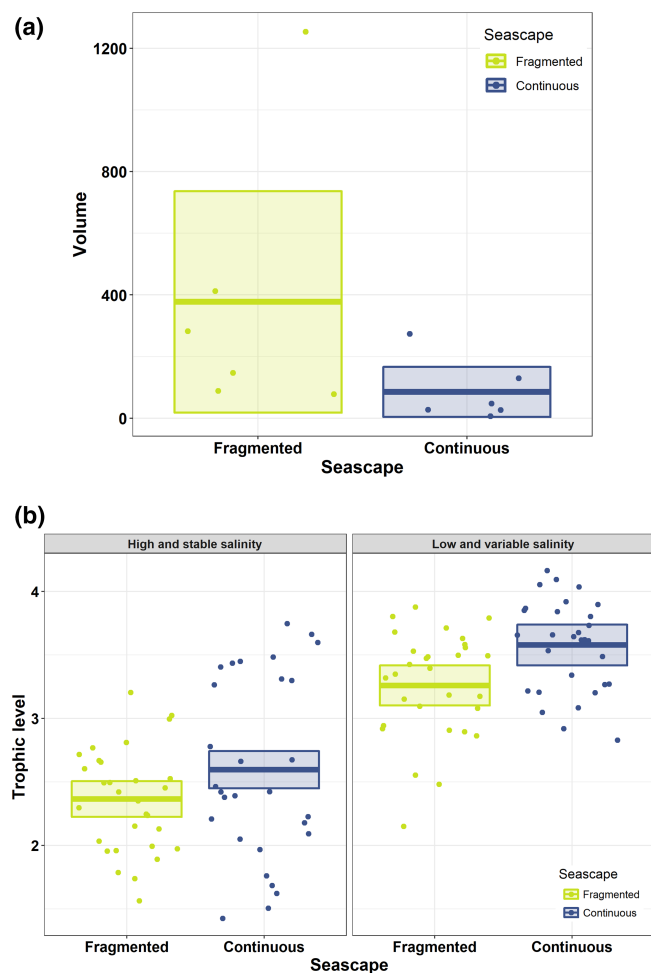 (a)
Seascape
Fragmented
Continuous
1200
800
400
0
Volume
Fragmented Continuous
Seascape
(b)
High and stable salinity Low and variable salinity
4
3
2
Trophic level
Seascape
Fragmented
Continuous
Fragmented Continuous Fragmented Continuous
Seascape